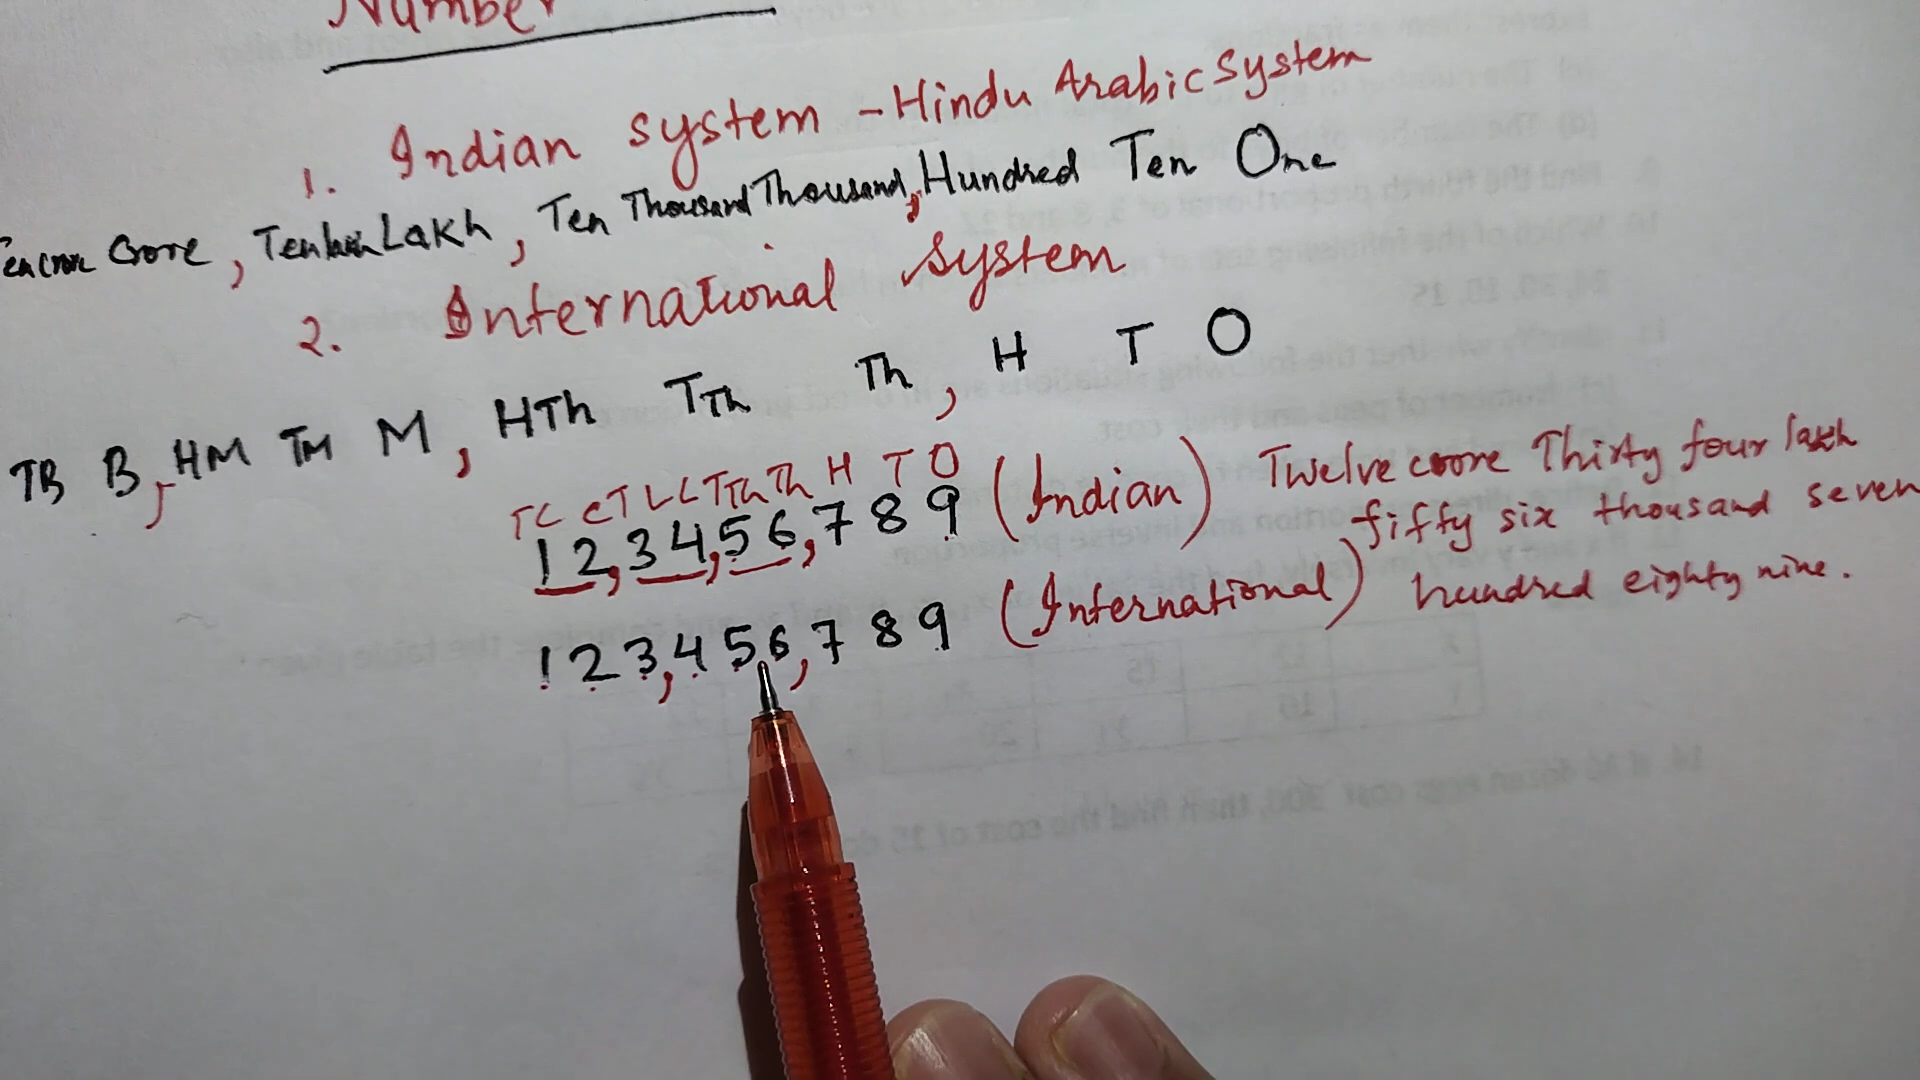 Number
1. Indian system - Hindu Arabic System
Ten crore Crore, Ten lakh Lakh, Ten Thousand Thousand, Hundred Ten One
2. International System
TB B, HM TM M, HTh TTh Th, H T O
TC C TL L TTh Th H T O
12,34,56,789 (Indian) Twelve crore Thirty four lakh
fifty six thousand seven
hundred eighty nine.
123,456,789 (International)